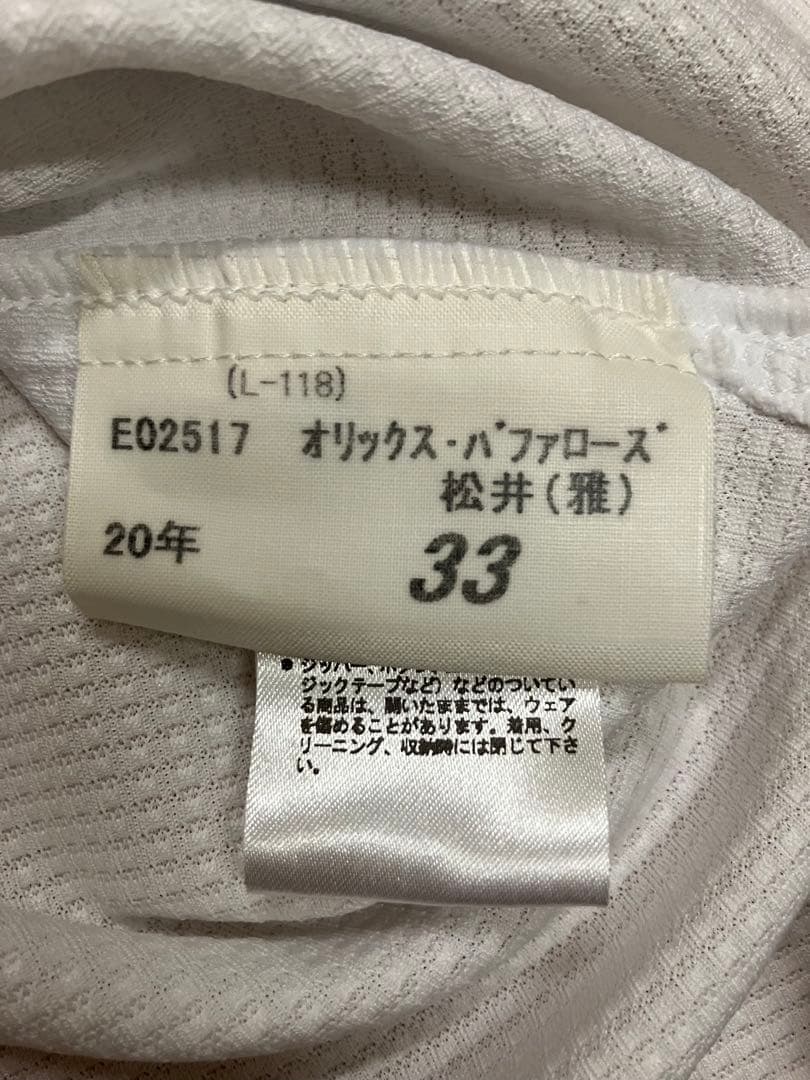 (L-118)
E02517 オリックス・バファローズ
松井(雅)
20年
33
ジックテープなど)などのついてい
る商品は、開いたままでは、ウェア
を傷めることがあります。着用、ク
リーニング、収納時には閉じて下さ
い。